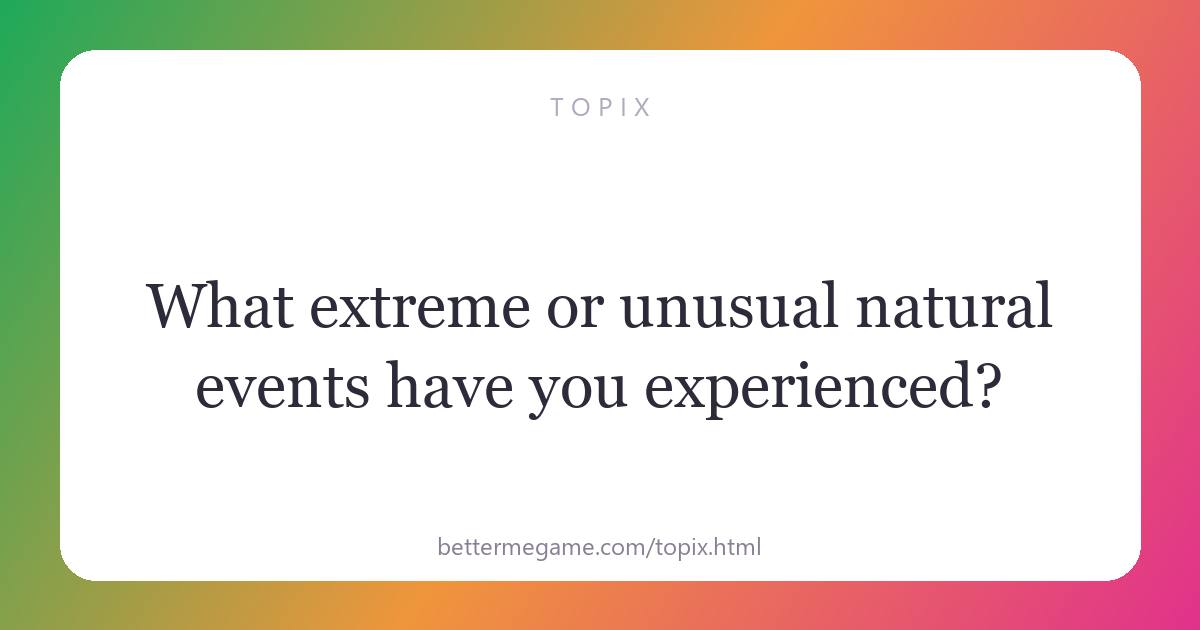 TOPIX
What extreme or unusual natural
events have you experienced?
bettermegame.com/topix.html